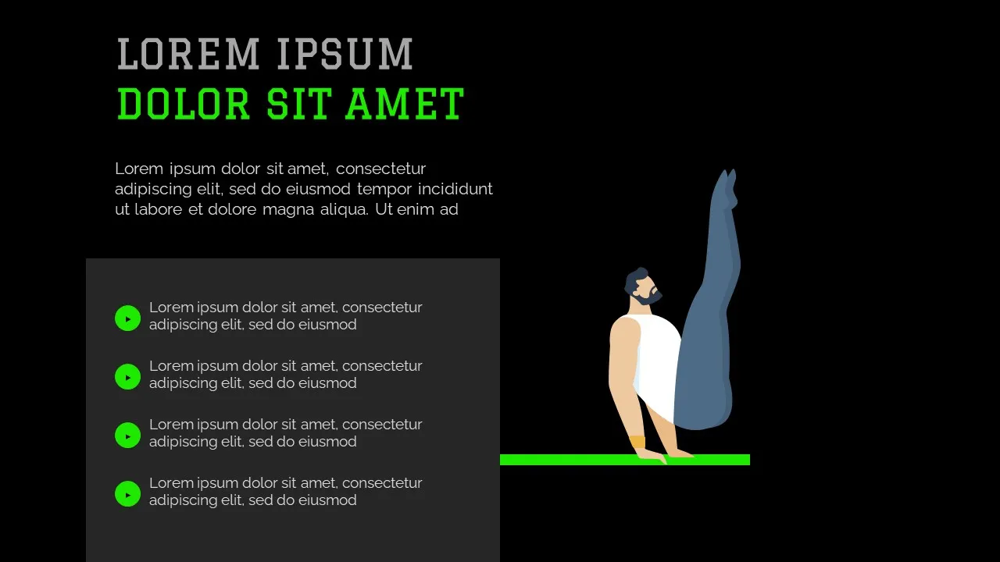 LOREM IPSUM
DOLOR SIT AMET
Lorem ipsum dolor sit amet, consectetur
adipiscing elit, sed do eiusmod tempor incididunt
ut labore et dolore magna aliqua. Ut enim ad
Lorem ipsum dolor sit amet, consectetur
adipiscing elit, sed do eiusmod
Lorem ipsum dolor sit amet, consectetur
adipiscing elit, sed do eiusmod
Lorem ipsum dolor sit amet, consectetur
adipiscing elit, sed do eiusmod
Lorem ipsum dolor sit amet, consectetur
adipiscing elit, sed do eiusmod